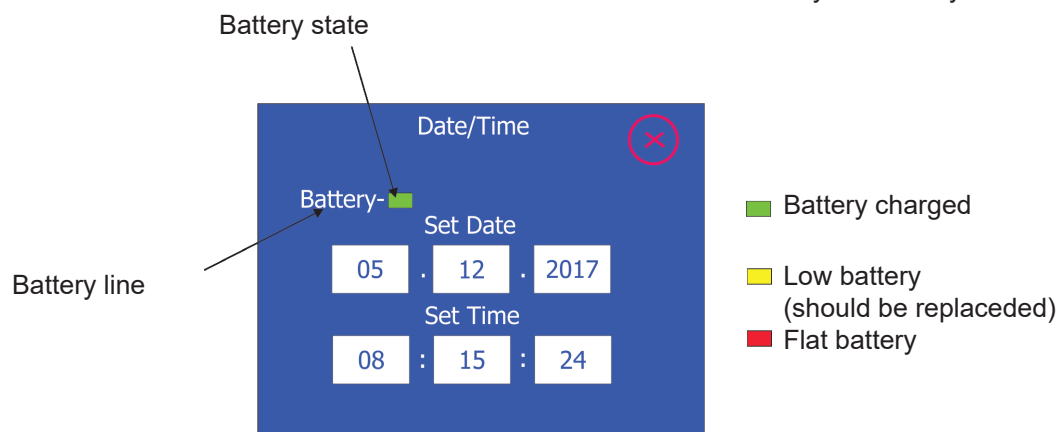 Battery state
Date/Time
Battery-
Set Date
05 . 12 . 2017
Set Time
08 : 15 : 24
Battery line
Battery charged
Low battery
(should be replaceded)
Flat battery